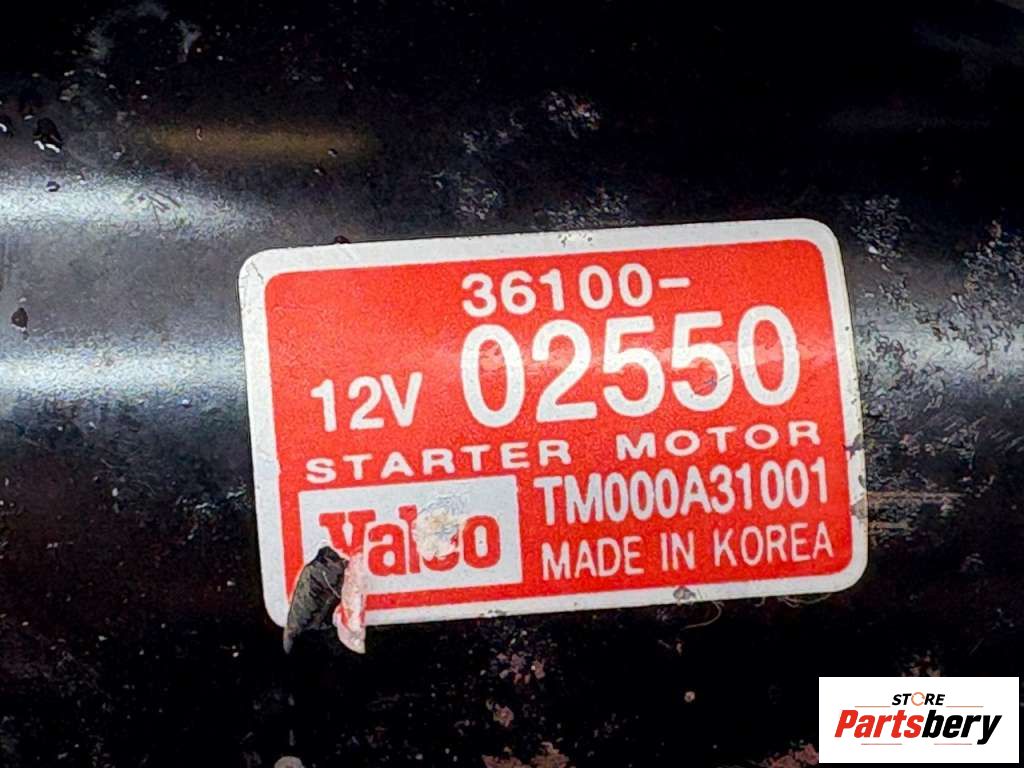 36100-
12V 02550
STARTER MOTOR
Valeo
TM000A31001
MADE IN KOREA
STORE
Partsbery